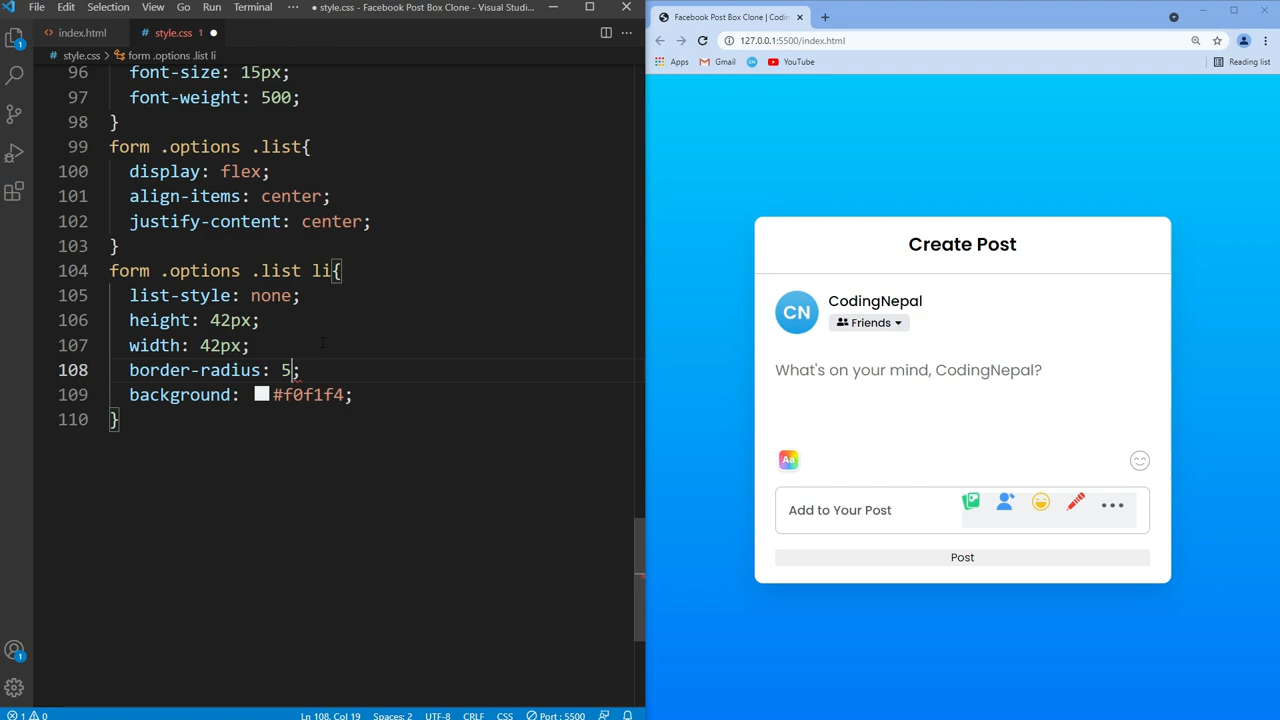 File Edit Selection View Go Run Terminal ··· ● style.css - Facebook Post Box Clone - Visual Studi...
index.html
style.css 1
style.css > form .options .list li
96 font-size: 15px;
97 font-weight: 500;
98 }
99 form .options .list{
100 display: flex;
101 align-items: center;
102 justify-content: center;
103 }
104 form .options .list li{
105 list-style: none;
106 height: 42px;
107 width: 42px;
108 border-radius: 5;
109 background: #f0f1f4;
110 }
1
1
1 0 Ln 108, Col 19 Spaces: 2 UTF-8 CRLF CSS Port : 5500
Facebook Post Box Clone | Codin
127.0.0.1:5500/index.html
Apps Gmail CN YouTube Reading list
Create Post
CN
CodingNepal
Friends
What's on your mind, CodingNepal?
Aa
Add to Your Post
Post